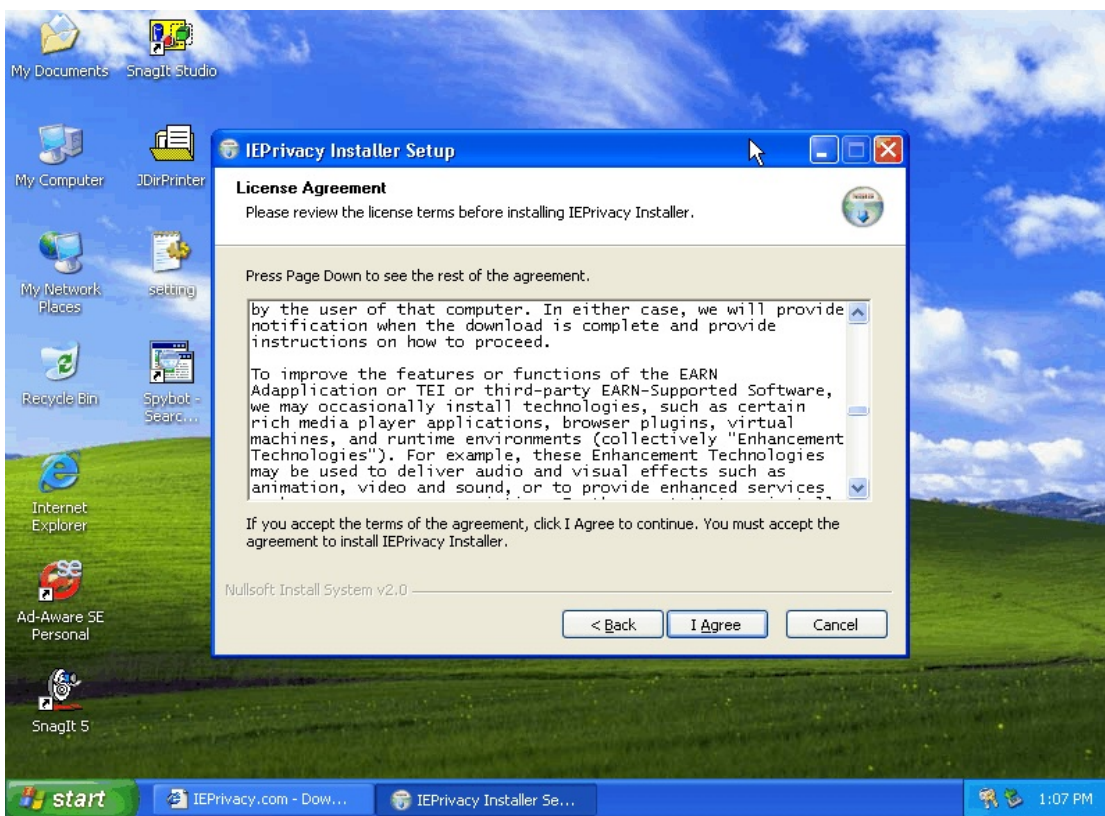 My Documents
SnagIt Studio
My Computer
JDirPrinter
My Network
Places
setting
Recycle Bin
Spybot -
Searc...
Internet
Explorer
Ad-Aware SE
Personal
SnagIt 5
IEPrivacy Installer Setup
License Agreement
Please review the license terms before installing IEPrivacy Installer.
Press Page Down to see the rest of the agreement.
by the user of that computer. In either case, we will provide
notification when the download is complete and provide
instructions on how to proceed.
To improve the features or functions of the EARN
Adapplication or TEI or third-party EARN-Supported Software,
we may occasionally install technologies, such as certain
rich media player applications, browser plugins, virtual
machines, and runtime environments (collectively "Enhancement
Technologies"). For example, these Enhancement Technologies
may be used to deliver audio and visual effects such as
animation, video and sound, or to provide enhanced services
If you accept the terms of the agreement, click I Agree to continue. You must accept the
agreement to install IEPrivacy Installer.
Nullsoft Install System v2.0
< Back
I Agree
Cancel
start
IEPrivacy.com - Dow...
IEPrivacy Installer Se...
1:07 PM